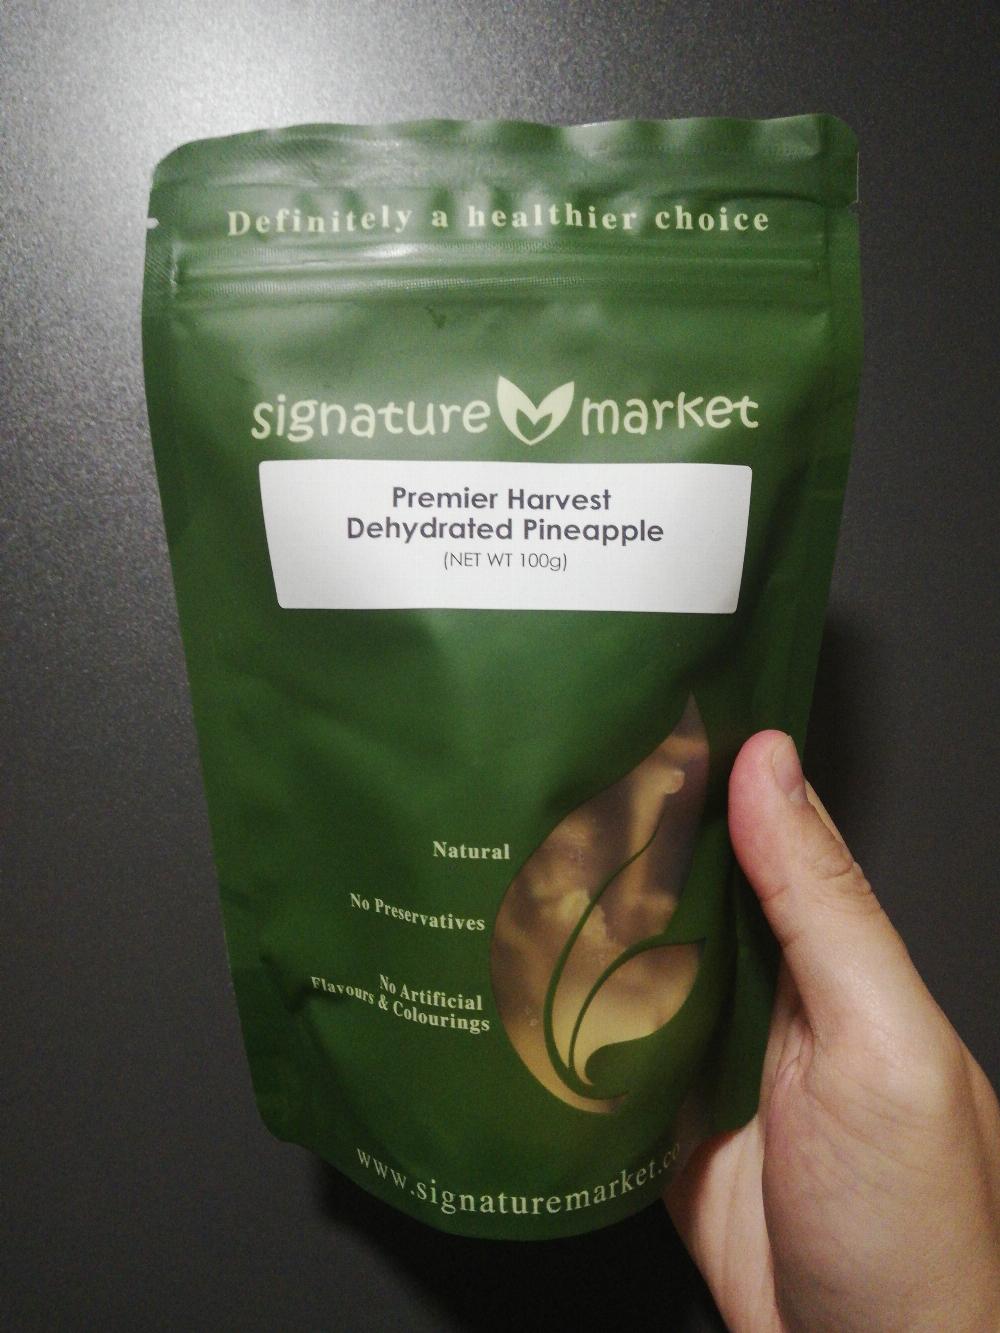 Definitely a healthier choice
signature market
Premier Harvest
Dehydrated Pineapple
(NET WT 100g)
Natural
No Preservatives
No Artificial
Flavours & Colourings
www.signaturemarket.co